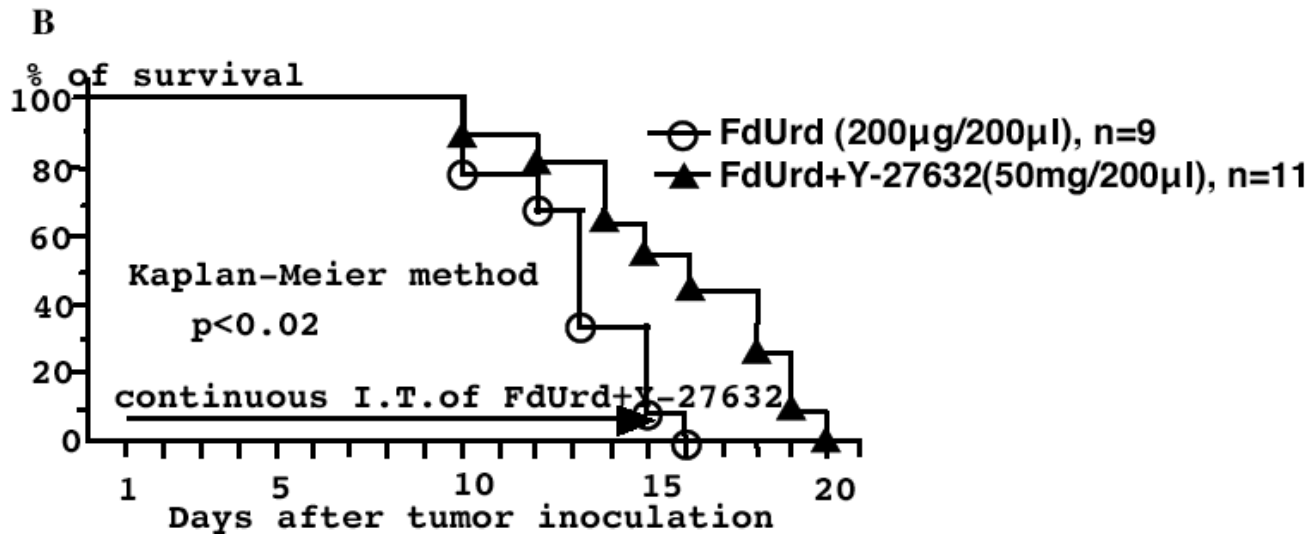 B
% of survival
100
80
60
40
20
0
FdUrd (200µg/200µl), n=9
FdUrd+Y-27632(50mg/200µl), n=11
Kaplan-Meier method
p<0.02
continuous I.T.of FdUrd+Y-27632
1 5 10 15 20
Days after tumor inoculation